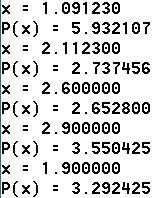 x = 1.091230
P(x) = 5.932107
x = 2.112300
P(x) = 2.737456
x = 2.600000
P(x) = 2.652800
x = 2.900000
P(x) = 3.550425
x = 1.900000
P(x) = 3.292425